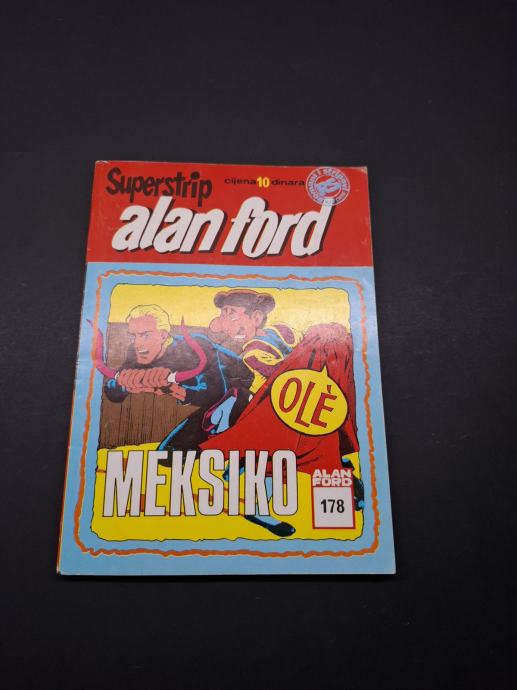 Superstrip
cijena 10 dinara
alan ford
OLÈ
MEKSIKO
ALAN
FORD
178